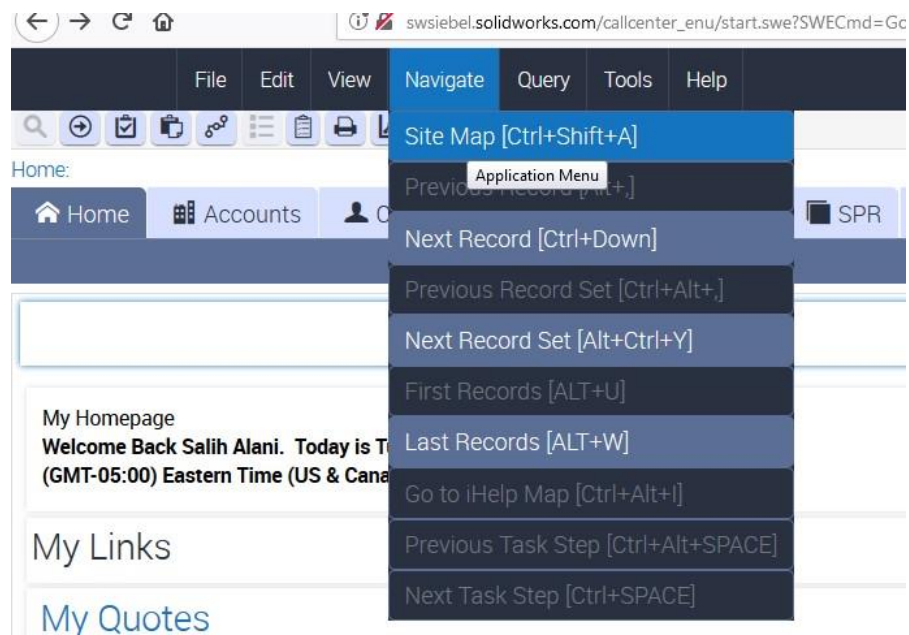 swsiebel.solidworks.com/callcenter_enu/start.swe?SWECmd=Go
File Edit View Navigate Query Tools Help
Site Map [Ctrl+Shift+A]
Application Menu
Previous Record [Alt+,]
Home:
Home Accounts C SPR
Next Record [Ctrl+Down]
Previous Record Set [Ctrl+Alt+,]
Next Record Set [Alt+Ctrl+Y]
First Records [ALT+U]
My Homepage
Welcome Back Salih Alani. Today is T
Last Records [ALT+W]
(GMT-05:00) Eastern Time (US & Cana
Go to iHelp Map [Ctrl+Alt+I]
My Links
Previous Task Step [Ctrl+Alt+SPACE]
Next Task Step [Ctrl+SPACE]
My Quotes